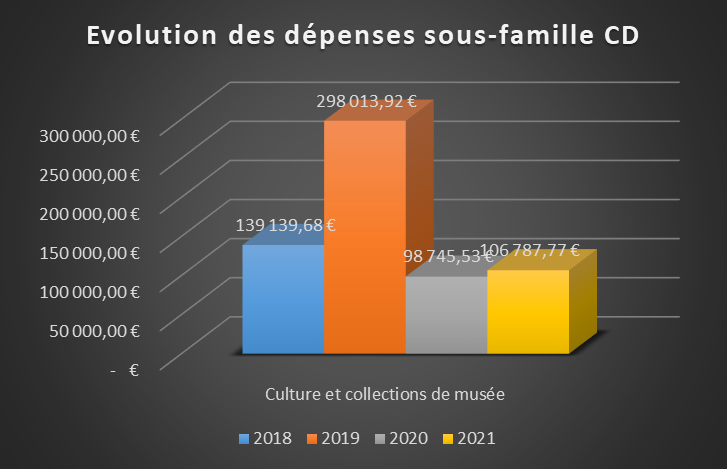 Evolution des dépenses sous-famille CD
300 000,00 €
250 000,00 €
200 000,00 €
150 000,00 €
100 000,00 €
50 000,00 €
- €
298 013,92 €
139 139,68 €
98 745,53 €
106 787,77 €
Culture et collections de musée
2018 2019 2020 2021